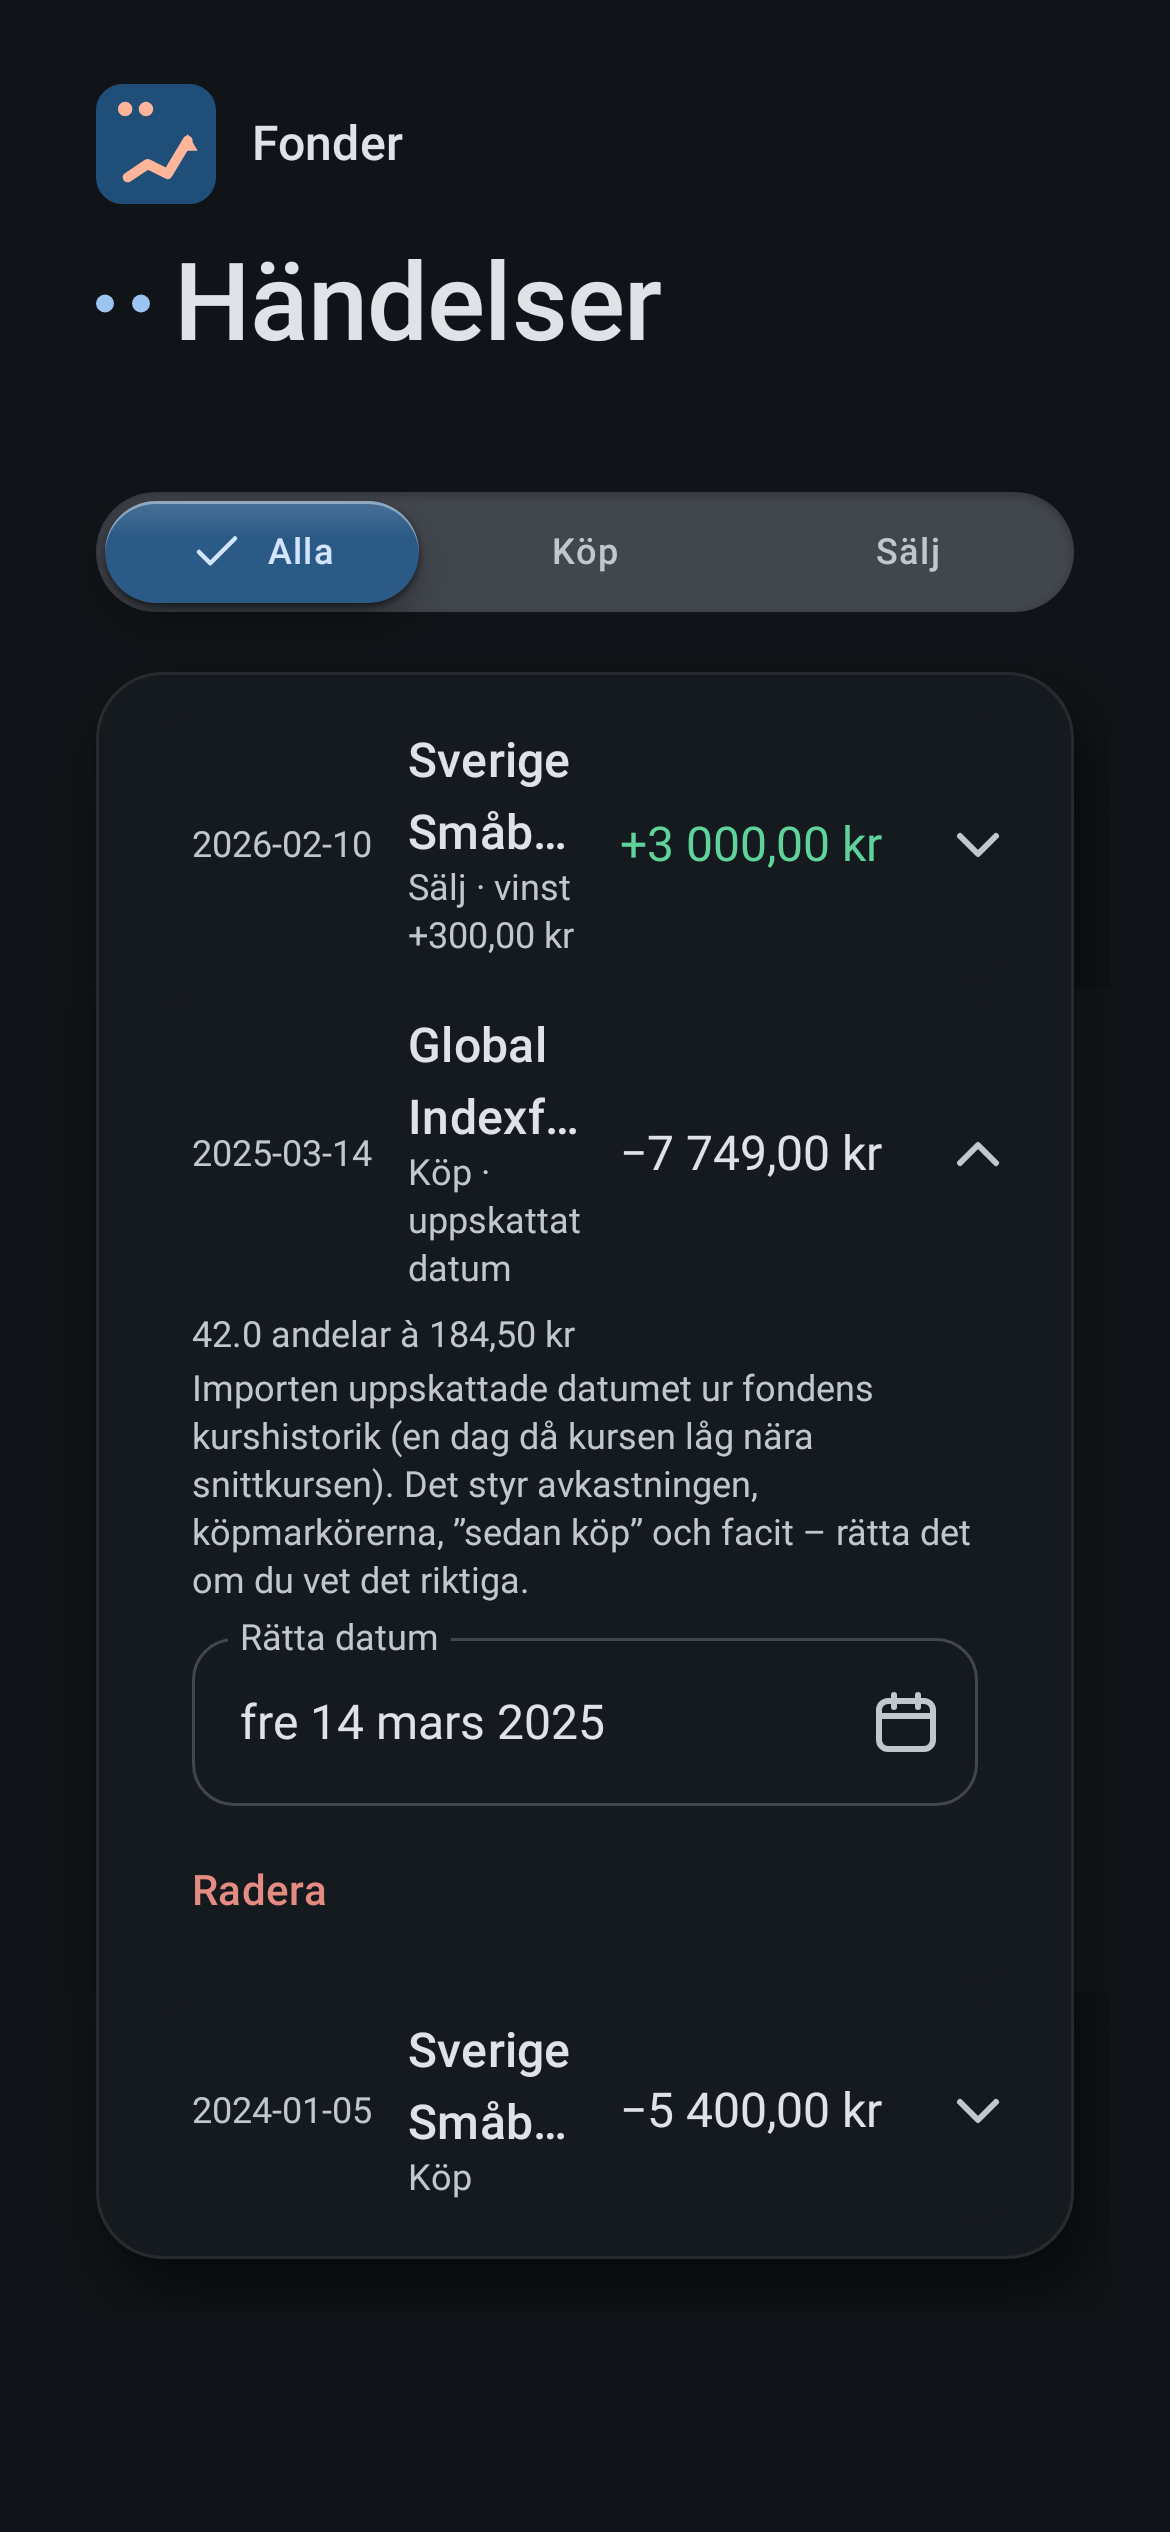 Fonder
Händelser
Alla
Köp
Sälj
2026-02-10
Sverige
Småb…
Sälj · vinst
+300,00 kr
+3 000,00 kr
2025-03-14
Global
Indexf…
Köp ·
uppskattat
datum
−7 749,00 kr
42.0 andelar à 184,50 kr
Importen uppskattade datumet ur fondens
kurshistorik (en dag då kursen låg nära
snittkursen). Det styr avkastningen,
köpmarkörerna, ”sedan köp” och facit – rätta det
om du vet det riktiga.
Rätta datum
fre 14 mars 2025
Radera
2024-01-05
Sverige
Småb…
Köp
−5 400,00 kr